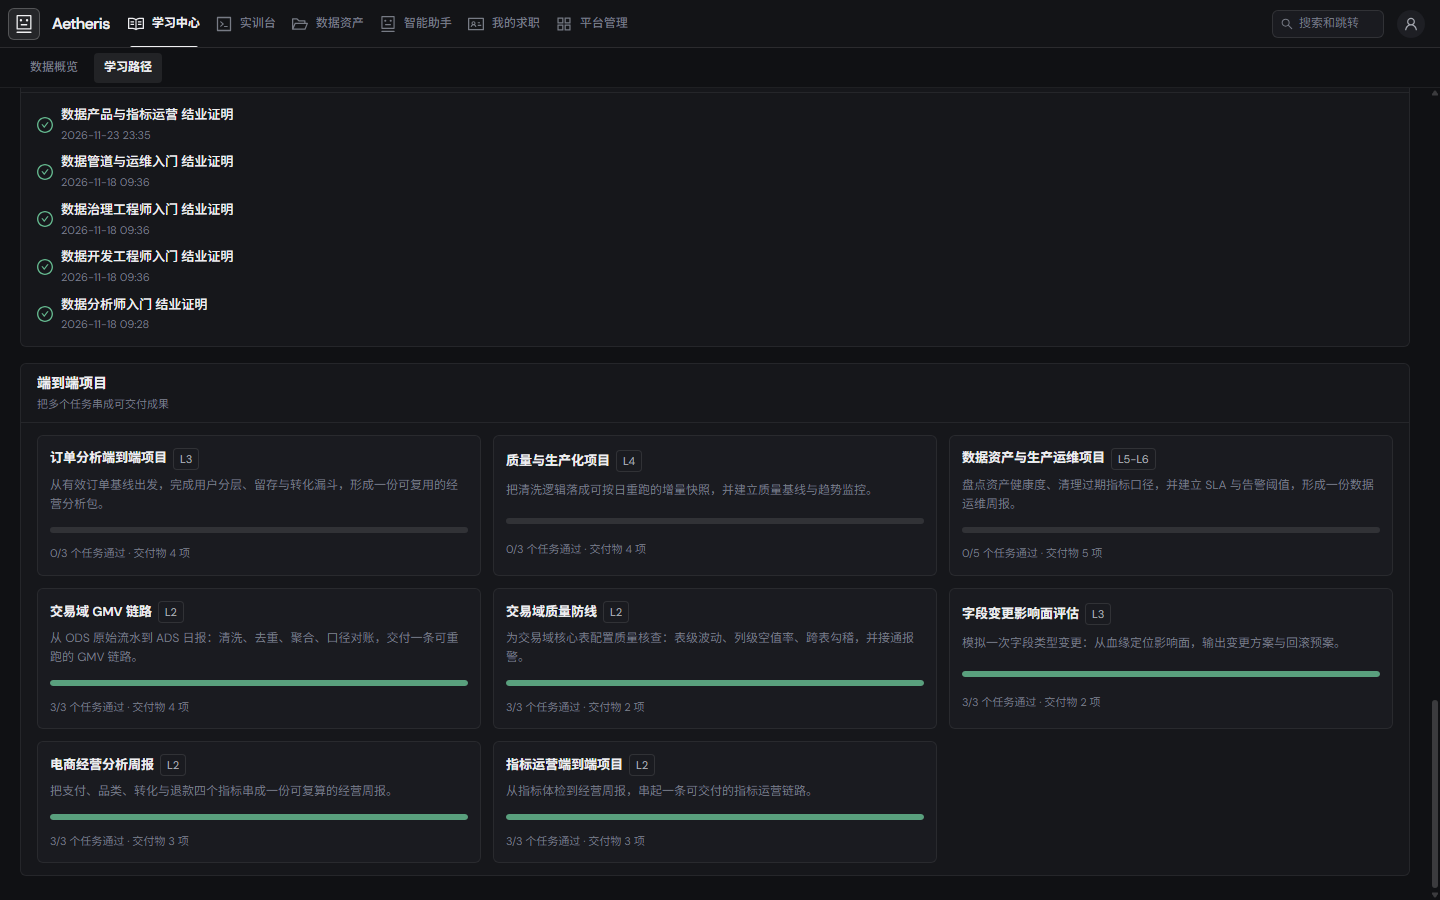 Aetheris
学习中心
实训台
数据资产
智能助手
我的求职
平台管理
搜索和跳转
数据概览
学习路径
数据产品与指标运营 结业证明
2026-11-23 23:35
数据管道与运维入门 结业证明
2026-11-18 09:36
数据治理工程师入门 结业证明
2026-11-18 09:36
数据开发工程师入门 结业证明
2026-11-18 09:36
数据分析师入门 结业证明
2026-11-18 09:28
端到端项目
把多个任务串成可交付成果
订单分析端到端项目 L3
从有效订单基线出发，完成用户分层、留存与转化漏斗，形成一份可复用的经
营分析包。
0/3 个任务通过 · 交付物 4 项
质量与生产化项目 L4
把清洗逻辑落成可按日重跑的增量快照，并建立质量基线与趋势监控。
0/3 个任务通过 · 交付物 4 项
数据资产与生产运维项目 L5-L6
盘点资产健康度、清理过期指标口径，并建立 SLA 与告警阈值，形成一份数据
运维周报。
0/5 个任务通过 · 交付物 5 项
交易域 GMV 链路 L2
从 ODS 原始流水到 ADS 日报：清洗、去重、聚合、口径对账，交付一条可重
跑的 GMV 链路。
3/3 个任务通过 · 交付物 4 项
交易域质量防线 L2
为交易域核心表配置质量核查：表级波动、列级空值率、跨表勾稽，并接通报
警。
3/3 个任务通过 · 交付物 2 项
字段变更影响面评估 L3
模拟一次字段类型变更：从血缘定位影响面，输出变更方案与回滚预案。
3/3 个任务通过 · 交付物 2 项
电商经营分析周报 L2
把支付、品类、转化与退款四个指标串成一份可复算的经营周报。
3/3 个任务通过 · 交付物 3 项
指标运营端到端项目 L2
从指标体检到经营周报，串起一条可交付的指标运营链路。
3/3 个任务通过 · 交付物 3 项